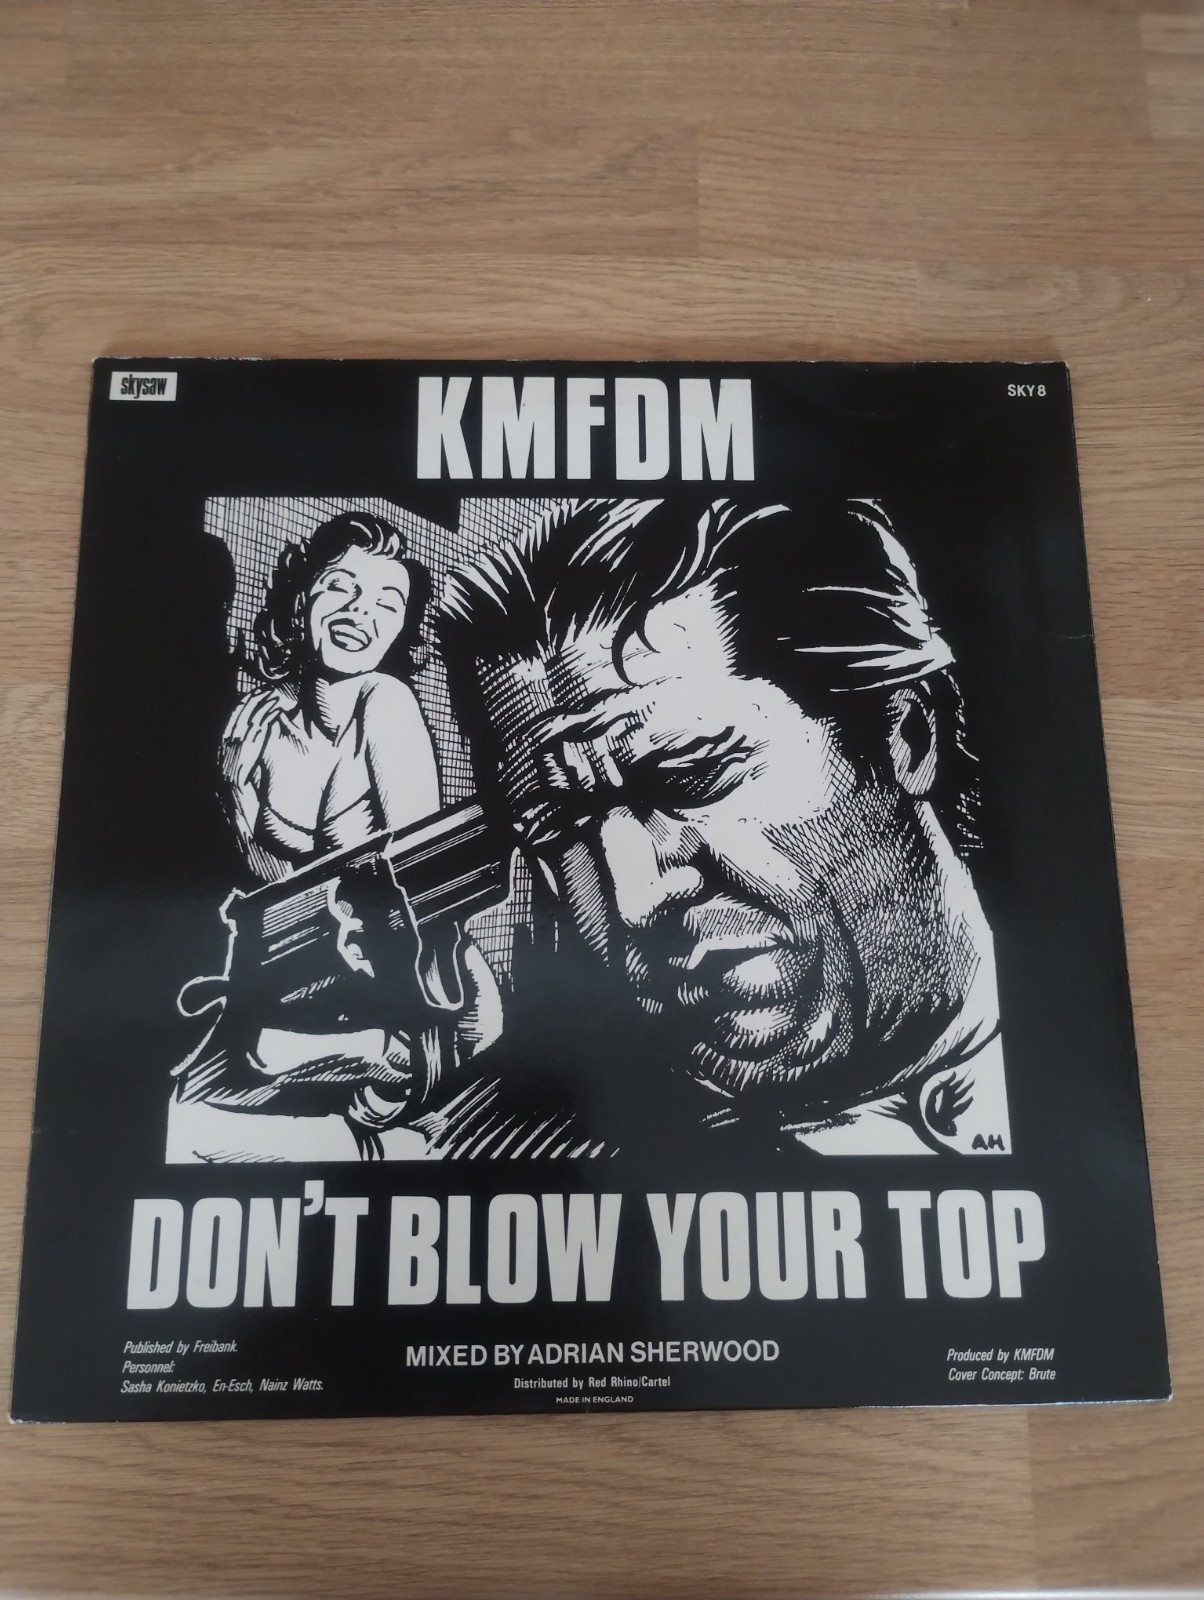 skysaw
KMFDM
SKY 8
AH
DON'T BLOW YOUR TOP
Published by Freibank.
Personnel:
Sasha Konietzko, En-Esch, Nainz Watts.
MIXED BY ADRIAN SHERWOOD
Distributed by Red Rhino/Cartel
MADE IN ENGLAND
Produced by KMFDM
Cover Concept: Brute